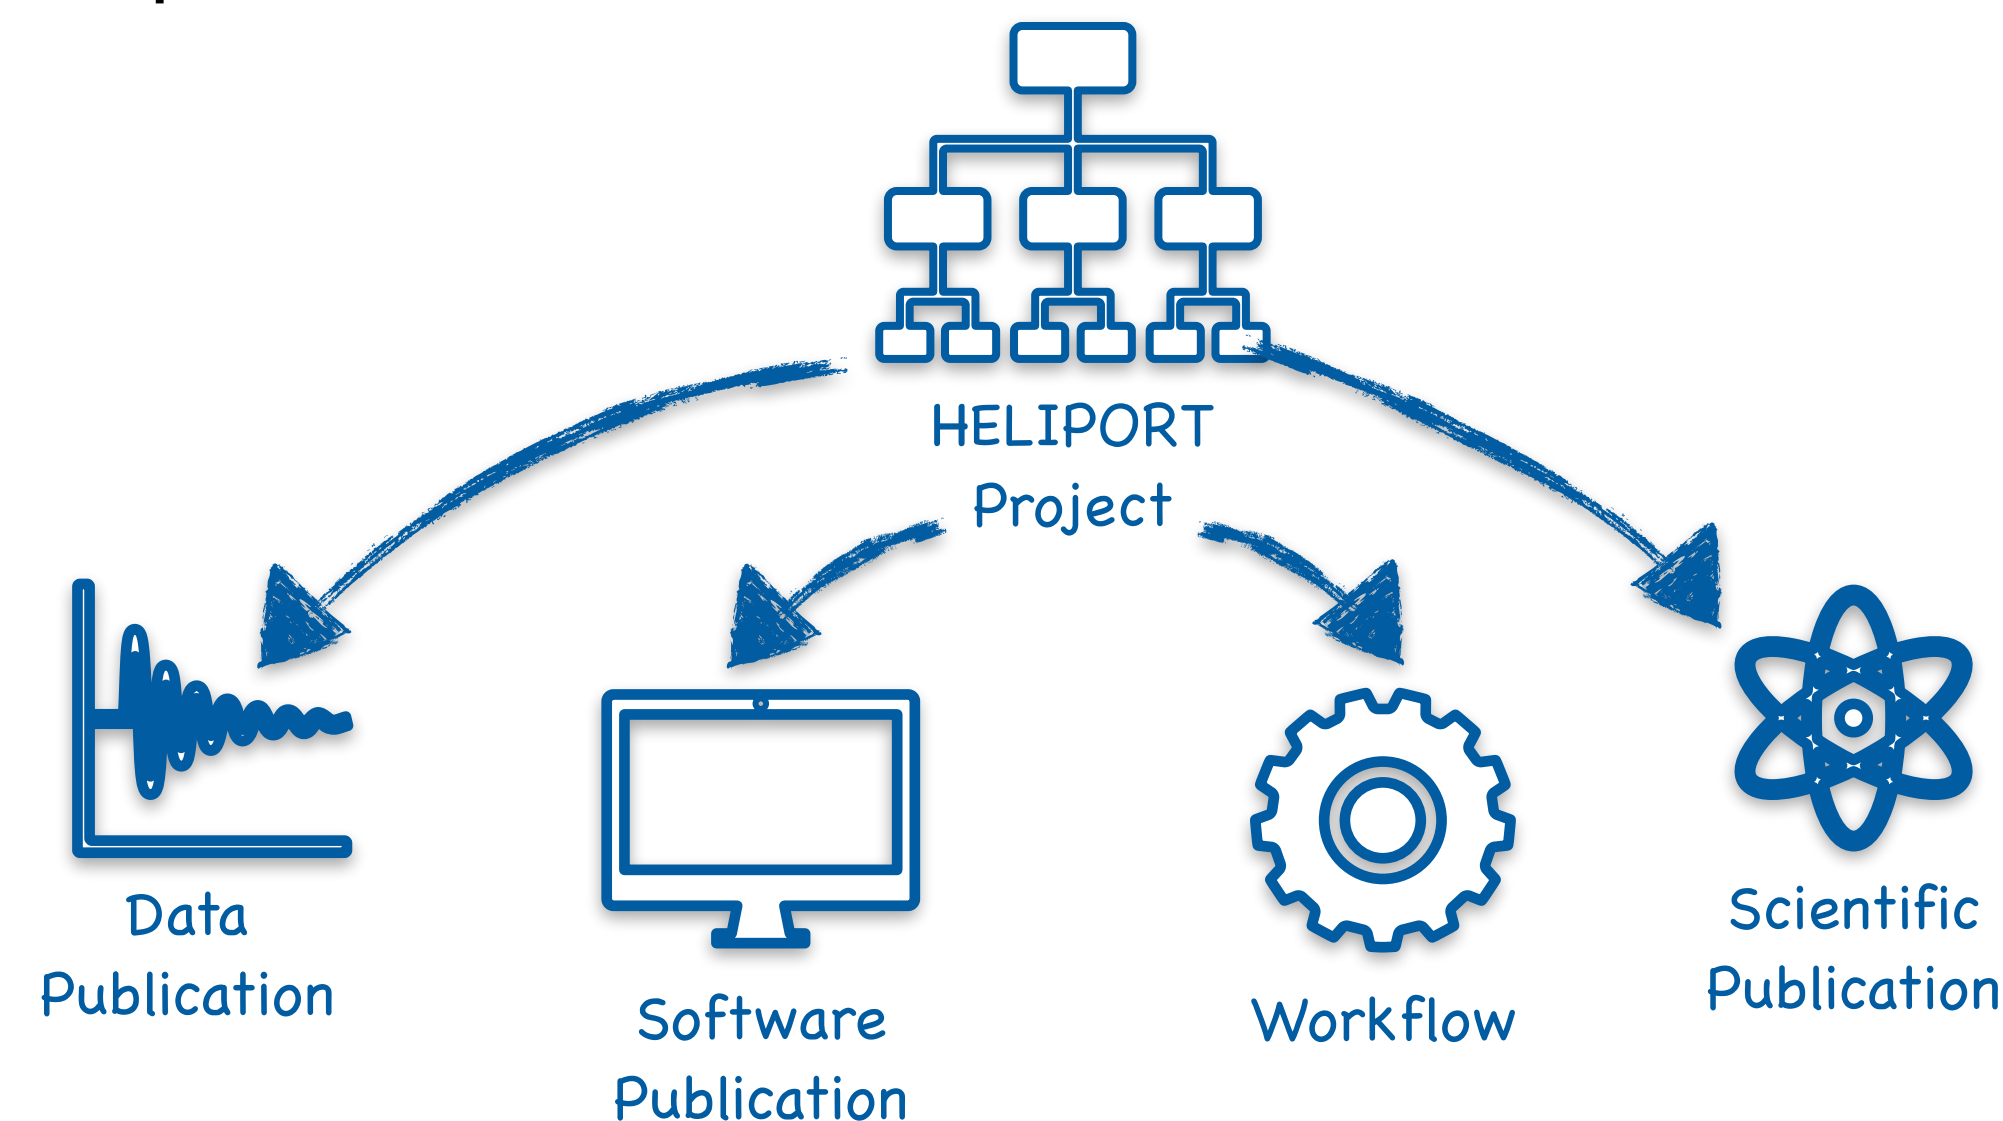 HELIPORT
Project
Data
Publication
Software
Publication
Workflow
Scientific
Publication